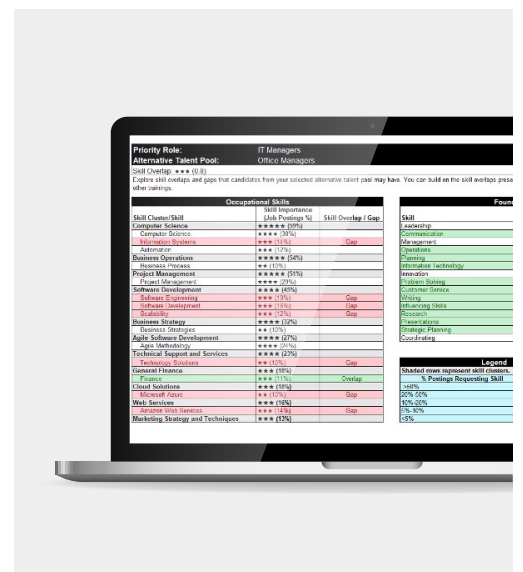 Priority Role: IT Managers
Alternative Talent Pool: Office Managers
Skill Overlap: ★★★ (0.8)
Explore skill overlaps and gaps that candidates from your selected alternative talent pool may have. You can build on the skill overlaps prese
other trainings.
Occupational Skills
Skill Cluster/Skill Skill Importance (Job Postings %) Skill Overlap / Gap
Computer Science ★★★★★ (59%)
Computer Science ★★★★ (30%)
Information Systems ★★★ (14%) Gap
Automation ★★★ (12%)
Business Operations ★★★★★ (54%)
Business Process ★★ (10%)
Project Management ★★★★★ (51%)
Project Management ★★★★ (29%)
Software Development ★★★★ (45%)
Software Engineering ★★★ (19%) Gap
Software Development ★★★ (16%) Gap
Scalability ★★★ (12%) Gap
Business Strategy ★★★★ (32%)
Business Strategies ★★ (10%)
Agile Software Development ★★★★ (27%)
Agile Methodology ★★★★ (24%)
Technical Support and Services ★★★★ (23%)
Technology Solutions ★★ (10%) Gap
General Finance ★★★ (18%)
Finance ★★★ (11%) Overlap
Cloud Solutions ★★★ (18%)
Microsoft Azure ★★ (10%) Gap
Web Services ★★★ (16%)
Amazon Web Services ★★★ (14%) Gap
Marketing Strategy and Techniques ★★★ (13%)
Foun
Skill
Leadership
Communication
Management
Operations
Planning
Information Technology
Innovation
Problem Solving
Customer Service
Writing
Influencing Skills
Research
Presentations
Strategic Planning
Coordinating
Legend
Shaded rows represent skill clusters.
% Postings Requesting Skill
>50%
20%-50%
10%-20%
5%-10%
<5%